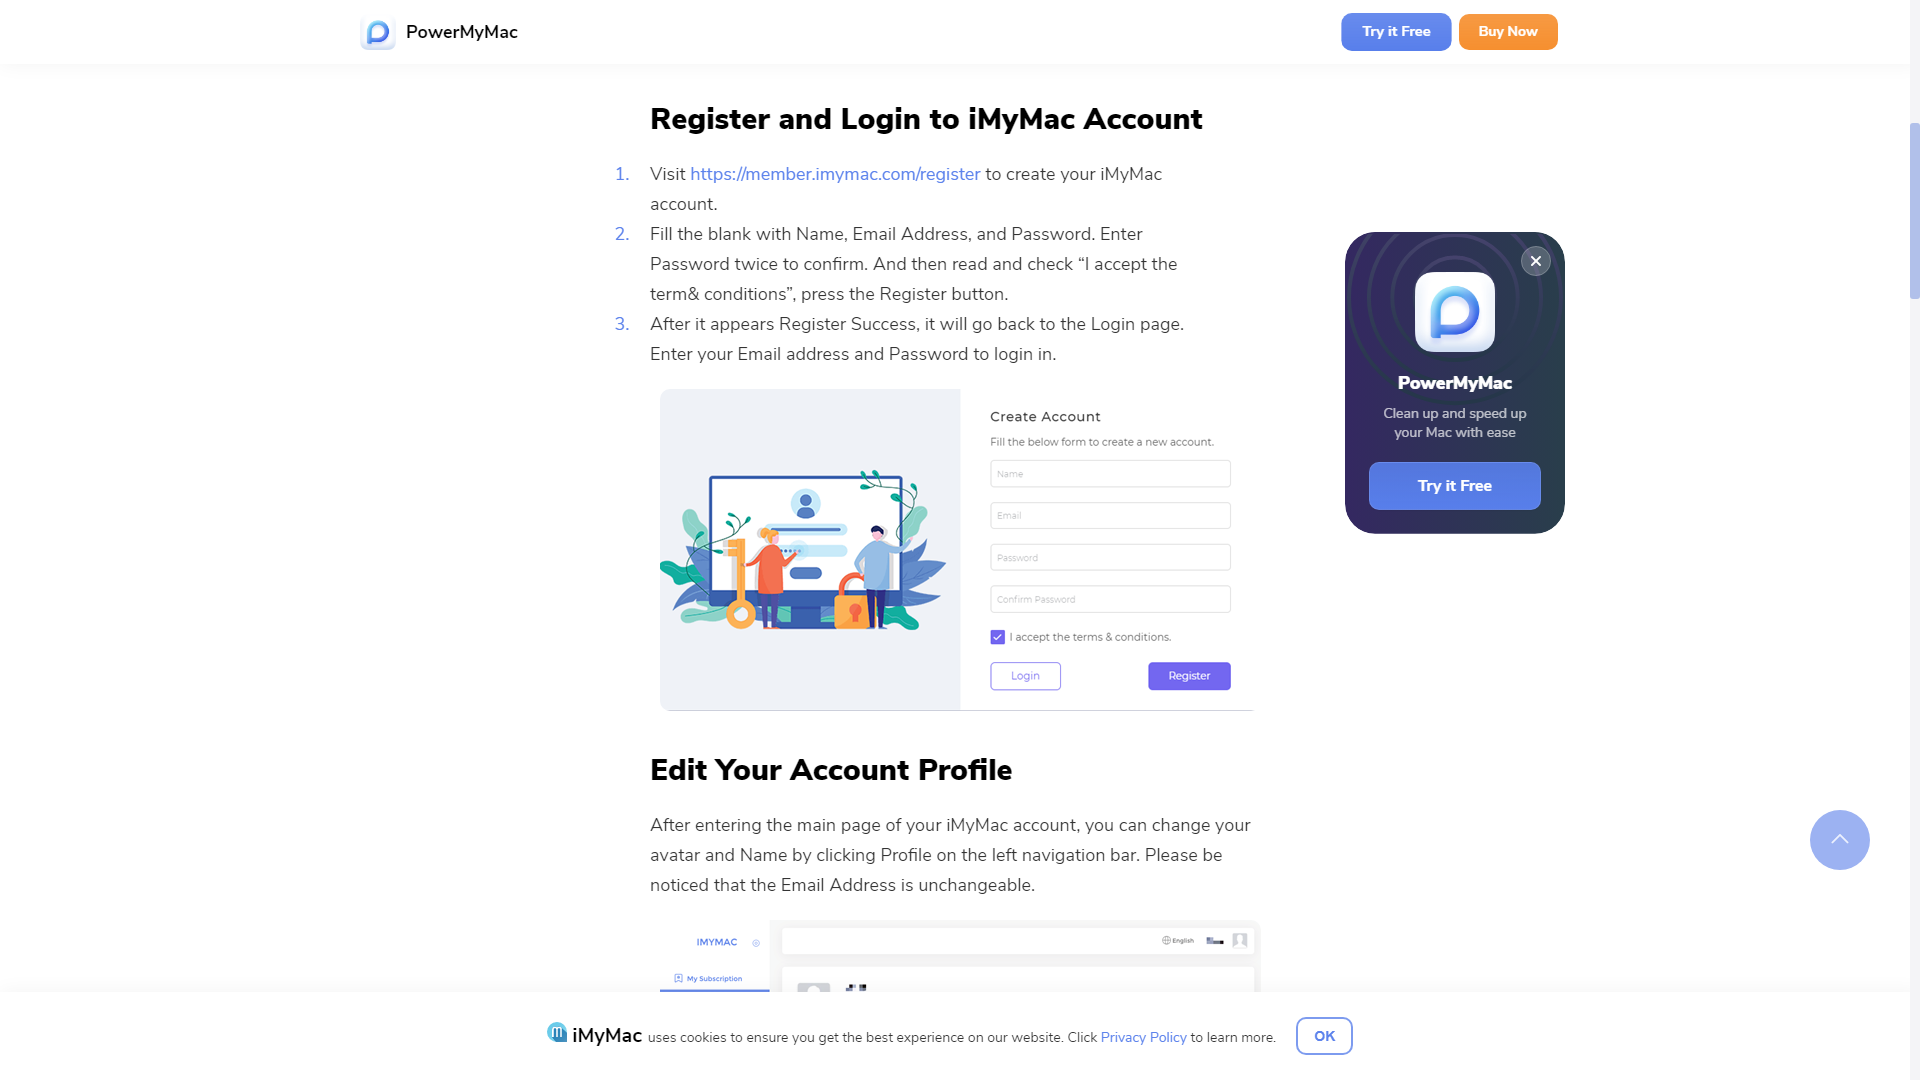 PowerMyMac
Try it Free
Buy Now
Register and Login to iMyMac Account
1. Visit https://member.imymac.com/register to create your iMyMac
account.
2. Fill the blank with Name, Email Address, and Password. Enter
Password twice to confirm. And then read and check “I accept the
term& conditions”, press the Register button.
3. After it appears Register Success, it will go back to the Login page.
Enter your Email address and Password to login in.
PowerMyMac
Clean up and speed up
your Mac with ease
Try it Free
Create Account
Fill the below form to create a new account.
Name
Email
Password
Confirm Password
I accept the terms & conditions.
Login
Register
Edit Your Account Profile
After entering the main page of your iMyMac account, you can change your
avatar and Name by clicking Profile on the left navigation bar. Please be
noticed that the Email Address is unchangeable.
IMYMAC
English
My Subscription
iMyMac uses cookies to ensure you get the best experience on our website. Click Privacy Policy to learn more.
OK